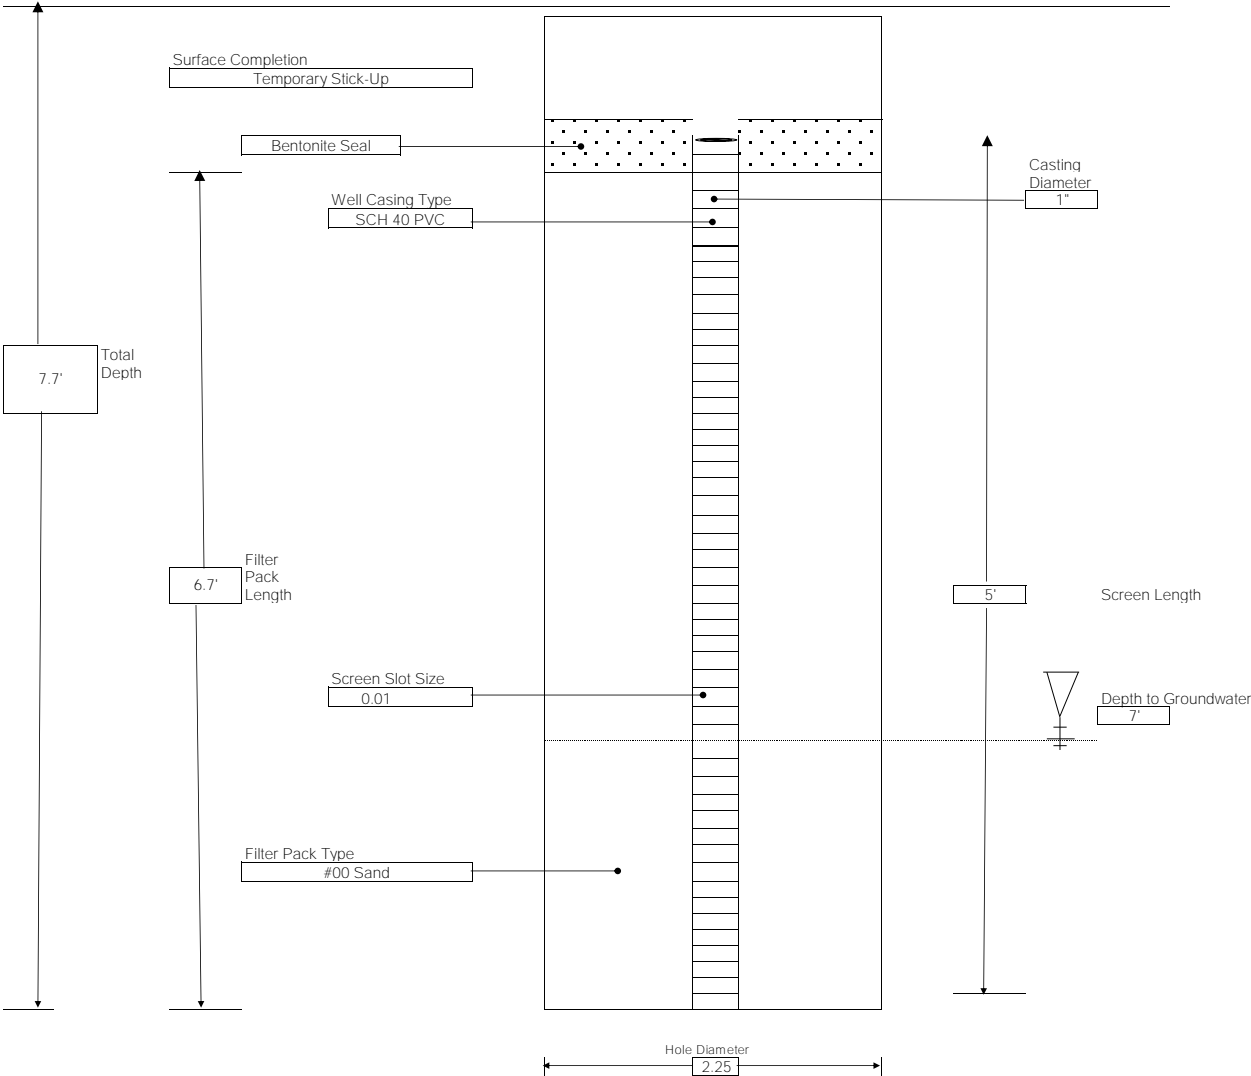 Surface Completion
Temporary Stick-Up
Bentonite Seal
Casting
Diameter
1"
Well Casing Type
SCH 40 PVC
Total
Depth
7.7'
Filter
Pack
Length
6.7'
5'
Screen Length
Screen Slot Size
0.01
Depth to Groundwater
7'
Filter Pack Type
#00 Sand
Hole Diameter
2.25